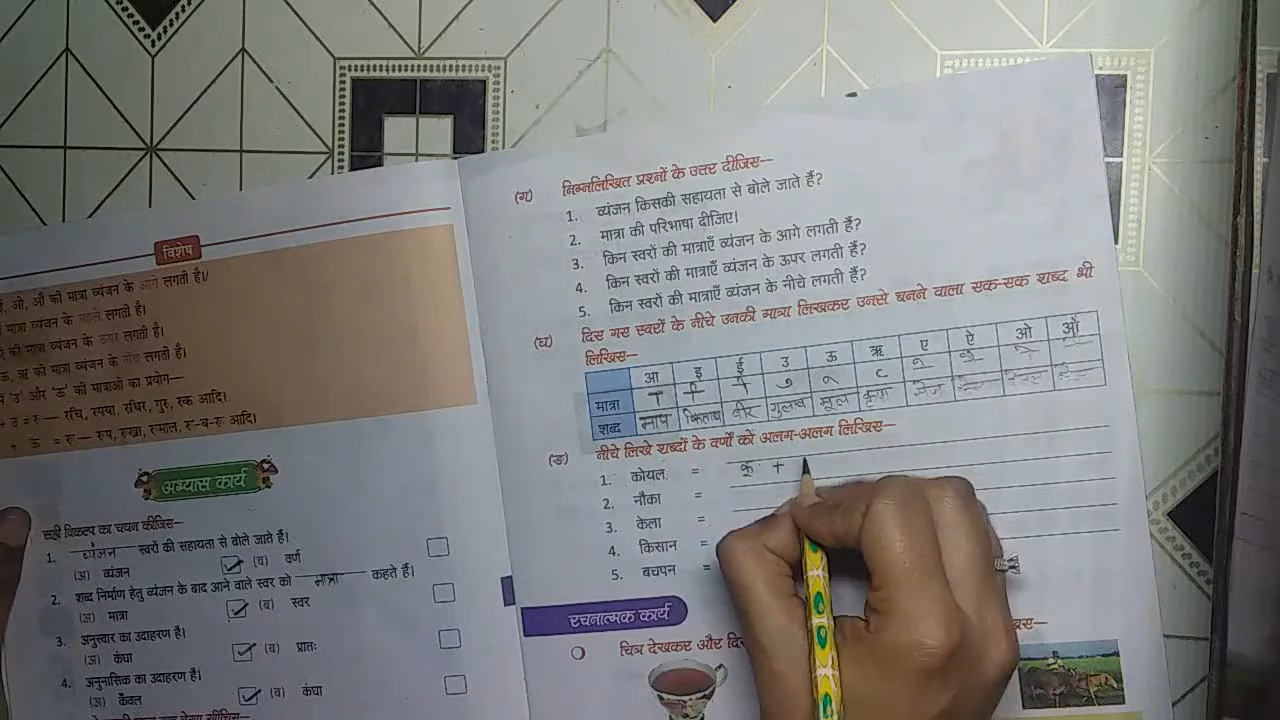 विशेष
ई, ओ, औ की मात्रा व्यंजन के आगे लगती है।
मात्रा व्यंजन के पहले लगती है।
की मात्रा व्यंजन के ऊपर लगती है।
ऊ, ऋ की मात्रा व्यंजन के नीचे लगती है।
'उ' और 'ऊ' की मात्राओं का प्रयोग—
+ उ = रु — रुचि, रुपया, रुधिर, गुरु, रुक आदि।
+ ऊ = रू — रूप, रूखा, रूमाल, रू-ब-रू आदि।
अभ्यास कार्य
सही विकल्प का चयन कीजिए—
1. व्यंजन स्वरों की सहायता से बोले जाते हैं।
(अ) व्यंजन (ब) वर्ण
2. शब्द निर्माण हेतु व्यंजन के बाद आने वाले स्वर को मात्रा कहते हैं।
(अ) मात्रा (ब) स्वर
3. अनुस्वार का उदाहरण है।
(अ) कंघा (ब) प्रातः
4. अनुनासिक का उदाहरण है।
(अ) कँवल (ब) कंघा
(ग) निम्नलिखित प्रश्नों के उत्तर दीजिए—
1. व्यंजन किसकी सहायता से बोले जाते हैं?
2. मात्रा की परिभाषा दीजिए।
3. किन स्वरों की मात्राएँ व्यंजन के आगे लगती हैं?
4. किन स्वरों की मात्राएँ व्यंजन के ऊपर लगती हैं?
5. किन स्वरों की मात्राएँ व्यंजन के नीचे लगती हैं?
(घ) दिए गए स्वरों के नीचे उनकी मात्रा लिखकर उनसे बनने वाला एक-एक शब्द भी
लिखिए—
आ इ ई उ ऊ ऋ ए ऐ ओ औ
मात्रा ा ि ी ु ू ृ े ै ो ौ
शब्द किताब गुलाब मूल कृपा
(ङ) नीचे लिखे शब्दों के वर्णों को अलग-अलग लिखिए—
1. कोयल = क् +
2. नौका =
3. केला =
4. किसान =
5. बचपन =
रचनात्मक कार्य
चित्र देखकर और